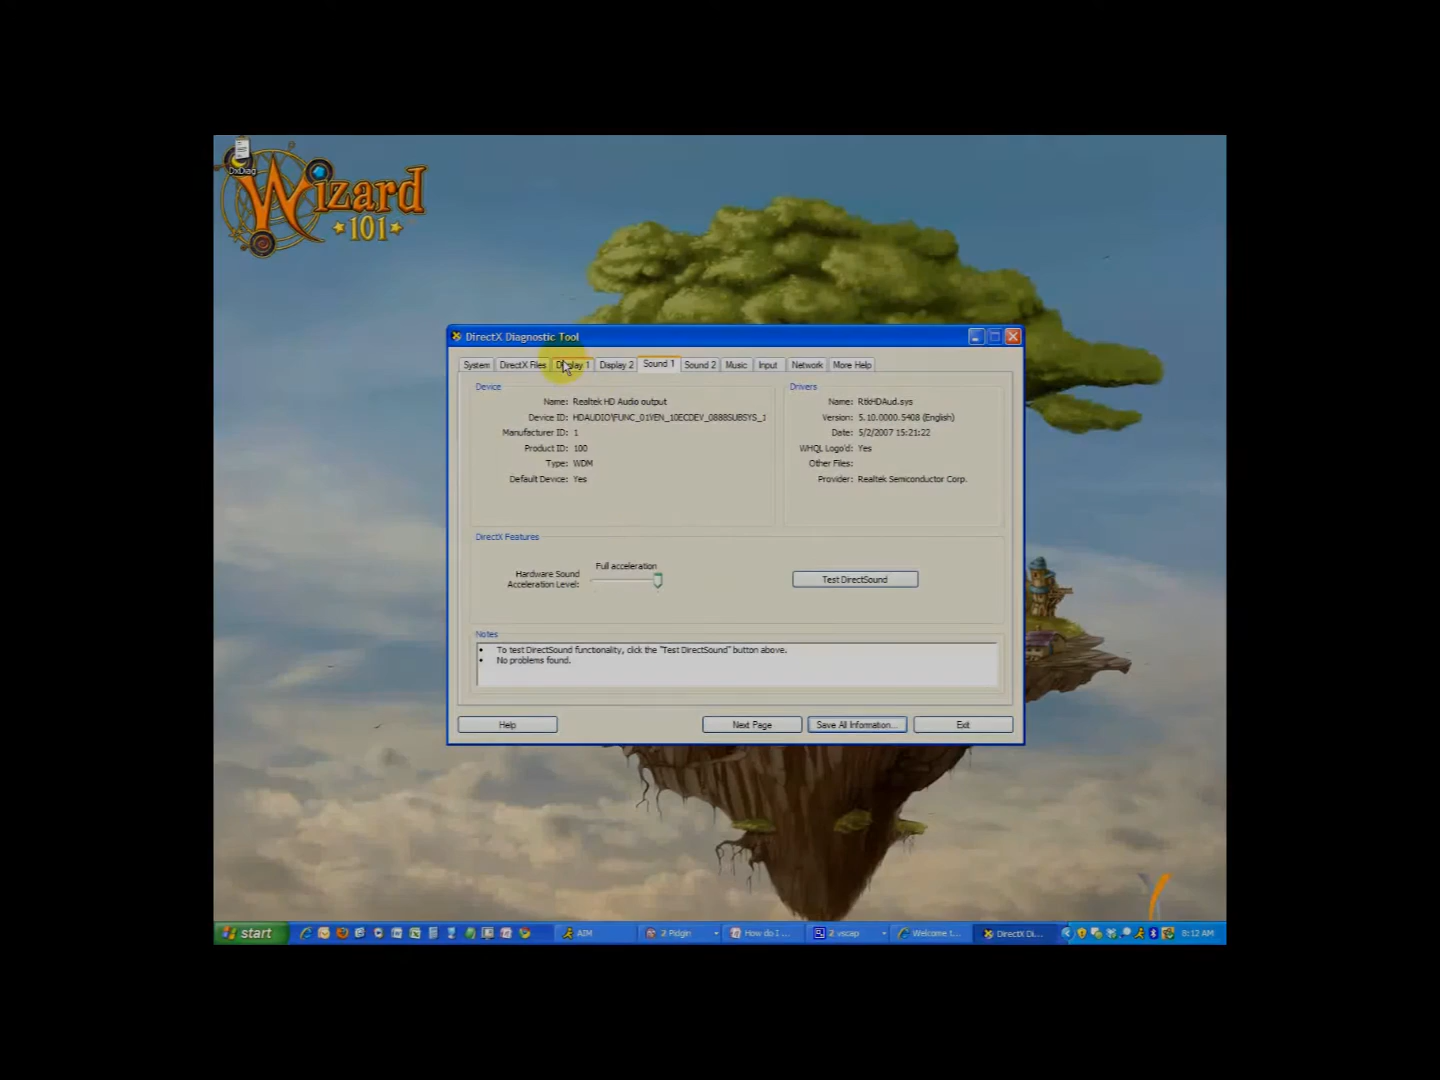 DxDiag
Wizard
101
DirectX Diagnostic Tool
System DirectX Files Display 1 Display 2 Sound 1 Sound 2 Music Input Network More Help
Device
Name: Realtek HD Audio output
Device ID: HDAUDIO\FUNC_01&VEN_10EC&DEV_0888&SUBSYS_1
Manufacturer ID: 1
Product ID: 100
Type: WDM
Default Device: Yes
Drivers
Name: RtkHDAud.sys
Version: 5.10.0000.5408 (English)
Date: 5/2/2007 15:21:22
WHQL Logo'd: Yes
Other Files:
Provider: Realtek Semiconductor Corp.
DirectX Features
Full acceleration
Hardware Sound
Acceleration Level:
Test DirectSound
Notes
• To test DirectSound functionality, click the "Test DirectSound" button above.
• No problems found.
Help Next Page Save All Information... Exit
start AIM 2 Pidgin How do I ... 2 vscap Welcome t... DirectX Di... 8:12 AM